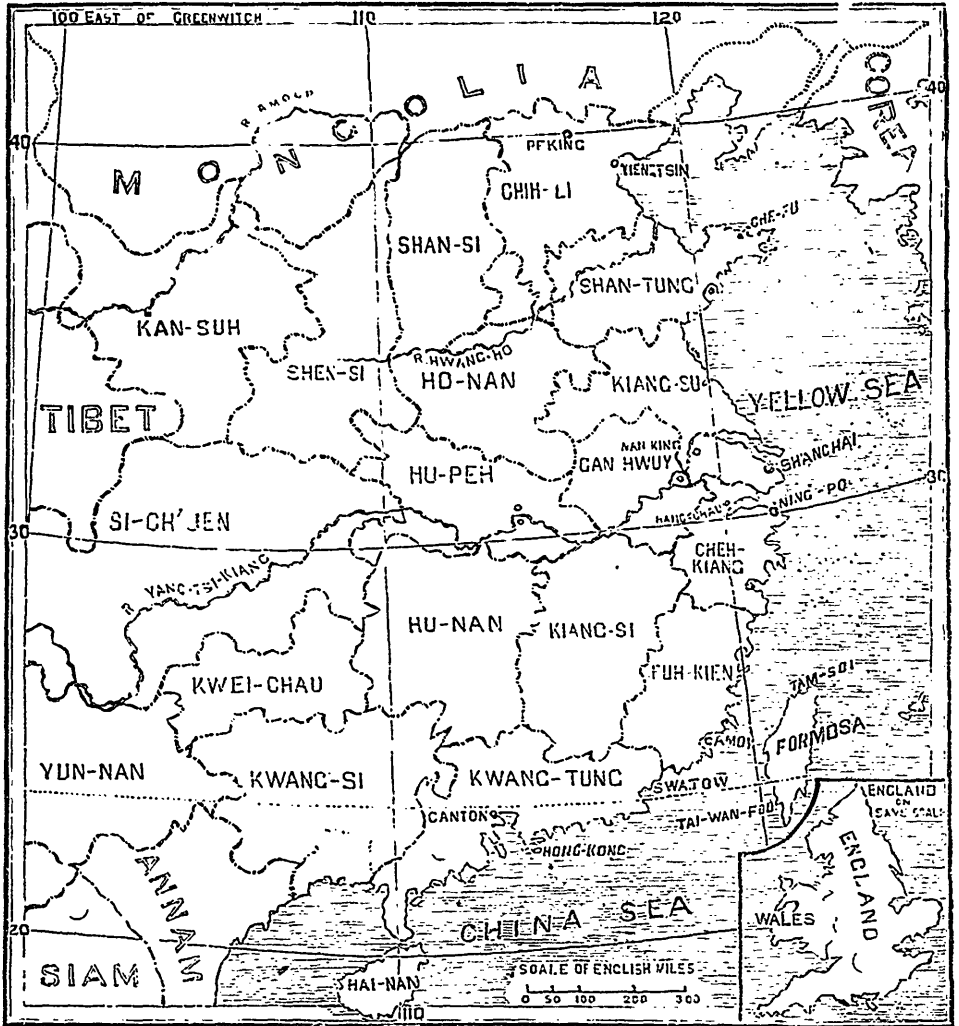 100 EAST OF GREENWITCH
110
120
MONGOLIA
COREA
40
40
PEKING
TIEN-TSIN
CHIH-LI
CHE-FU
SHAN-SI
SHAN-TUNG
KAN-SUH
R. HWANG-HO
SHEN-SI
HO-NAN
KIANG-SU
YELLOW SEA
TIBET
NAN KING
GAN HWUY
SHANGHAI
HU-PEH
NING-PO
30
30
SI-CH'JEN
CHEH-
KIANG
R. YANG-TSI-KIANG
HU-NAN
KIANG-SI
KWEI-CHAU
FUH-KIEN
TAM-SUI
FORMOSA
YUN-NAN
KWANG-SI
KWANG-TUNG
SWATOW
TAI-WAN-FOO
CANTON
HONG-KONG
ANNAM
ENGLAND
ON
SAVE SCALE
ENGLAND
WALES
20
CHINA SEA
SIAM
HAI-NAN
SCALE OF ENGLISH MILES
0 50 100 200 300
110